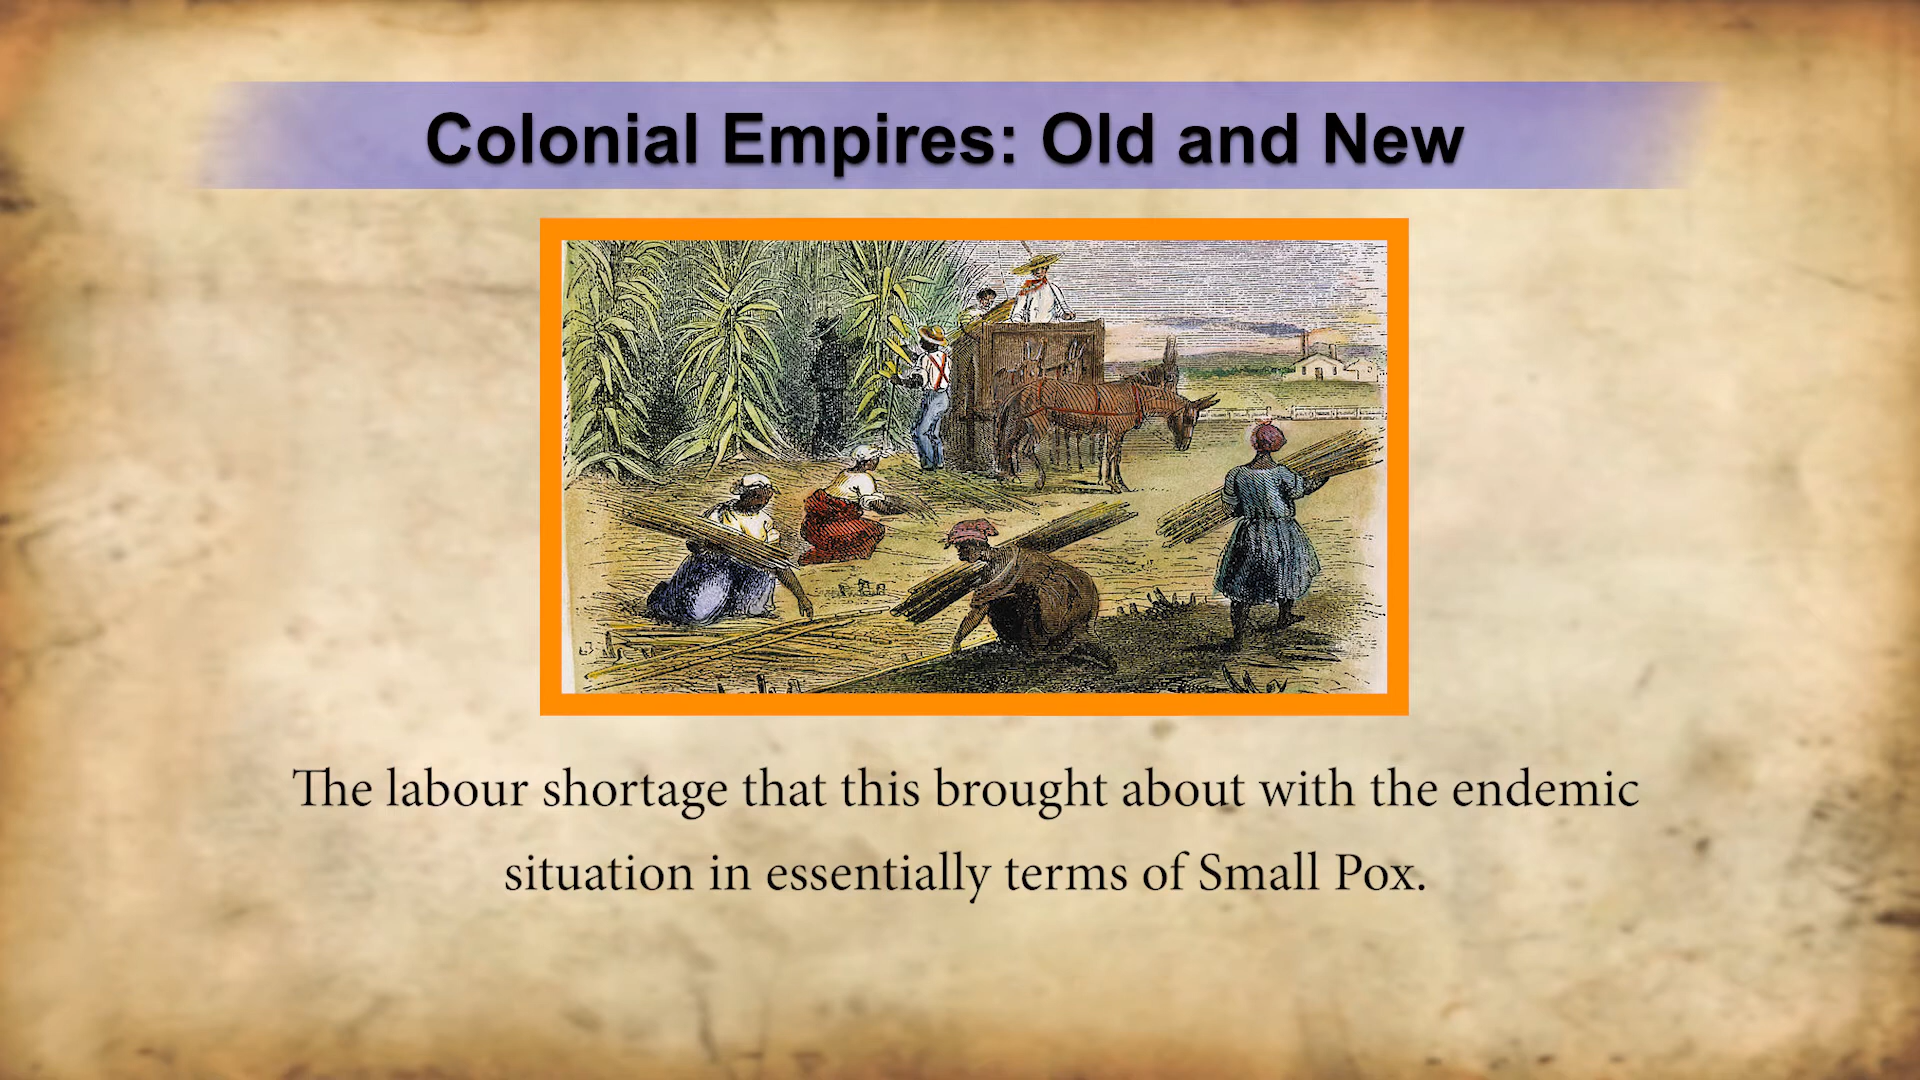 Colonial Empires: Old and New
The labour shortage that this brought about with the endemic
situation in essentially terms of Small Pox.